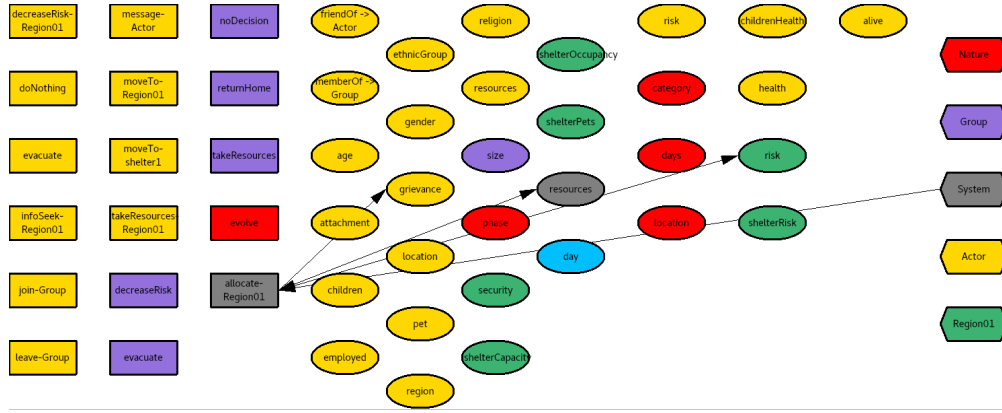 decreaseRisk-
Region01
message-
Actor
noDecision
friendOf ->
Actor
religion
risk
childrenHealth
alive
ethnicGroup
shelterOccupancy
Nature
doNothing
moveTo-
Region01
returnHome
memberOf ->
Group
resources
category
health
gender
shelterPets
Group
evacuate
moveTo-
shelter1
takeResources
age
size
days
risk
grievance
resources
System
infoSeek-
Region01
takeResources-
Region01
evolve
attachment
phase
location
shelterRisk
location
day
Actor
join-Group
decreaseRisk
allocate-
Region01
children
security
pet
Region01
leave-Group
evacuate
employed
shelterCapacity
region